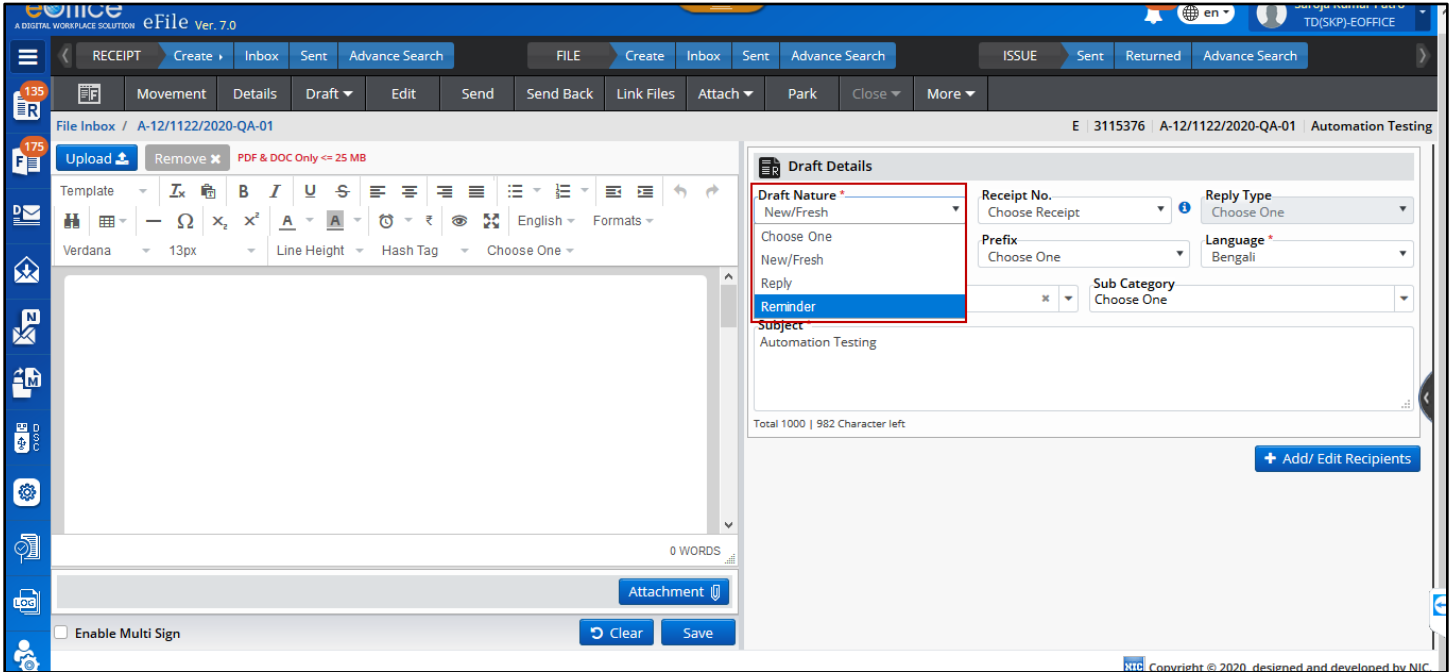 eOffice
A DIGITAL WORKPLACE SOLUTION eFile Ver. 7.0
en
Saroja Kumar Patro
TD(SKP)-EOFFICE
RECEIPT Create Inbox Sent Advance Search FILE Create Inbox Sent Advance Search ISSUE Sent Returned Advance Search
135
R
F Movement Details Draft Edit Send Send Back Link Files Attach Park Close More
File Inbox / A-12/1122/2020-QA-01 E | 3115376 | A-12/1122/2020-QA-01 | Automation Testing
175
F
Upload Remove PDF & DOC Only <= 25 MB
Draft Details
Template B I U S
Draft Nature * Receipt No. Reply Type
New/Fresh Choose Receipt Choose One
Ω x₂ x² A A ₹ English Formats
Choose One
Prefix Language *
Verdana 13px Line Height Hash Tag Choose One
New/Fresh Choose One Bengali
Reply
Sub Category
Reminder Choose One
Subject *
Automation Testing
N
M
DSC
LOG
Total 1000 | 982 Character left
+ Add/ Edit Recipients
0 WORDS
Attachment
Enable Multi Sign Clear Save
NIC Copyright © 2020, designed and developed by NIC.